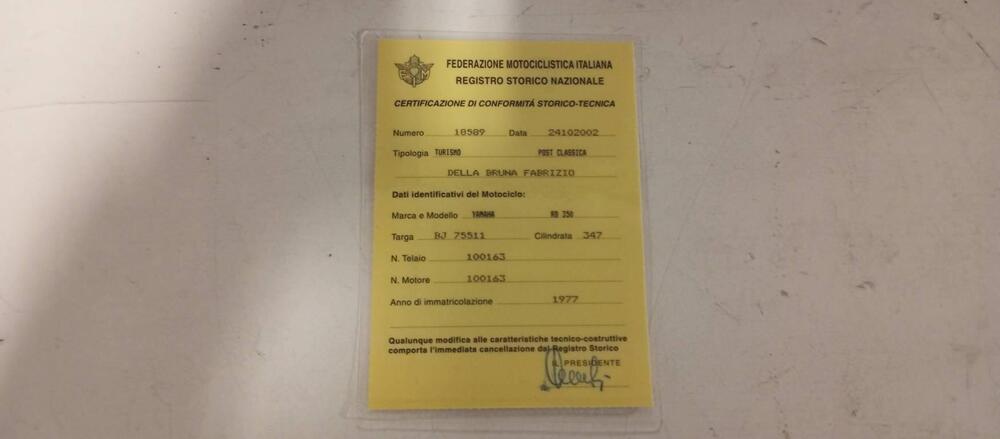 FEDERAZIONE MOTOCICLISTICA ITALIANA
REGISTRO STORICO NAZIONALE
CERTIFICAZIONE DI CONFORMITÁ STORICO-TECNICA
Numero 18589 Data 24102002
Tipologia TURISMO POST CLASSICA
DELLA BRUNA FABRIZIO
Dati identificativi del Motociclo:
Marca e Modello YAMAHA RD 350
Targa BJ 75511 Cilindrata 347
N. Telaio 100163
N. Motore 100163
Anno di immatricolazione 1977
Qualunque modifica alle caratteristiche tecnico-costruttive
comporta l'immediata cancellazione dal Registro Storico
IL PRESIDENTE